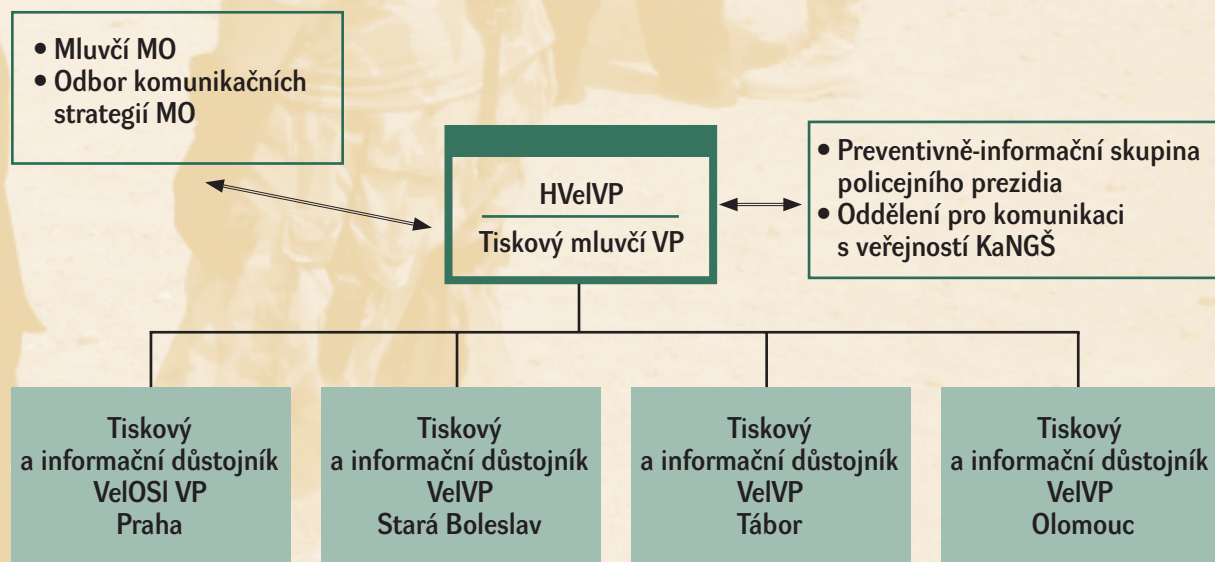 • Mluvčí MO
• Odbor komunikačních
strategií MO
HVelVP
Tiskový mluvčí VP
• Preventivně-informační skupina
policejního prezidia
• Oddělení pro komunikaci
s veřejností KaNGŠ
Tiskový
a informační důstojník
VelOSl VP
Praha
Tiskový
a informační důstojník
VelVP
Stará Boleslav
Tiskový
a informační důstojník
VelVP
Tábor
Tiskový
a informační důstojník
VelVP
Olomouc